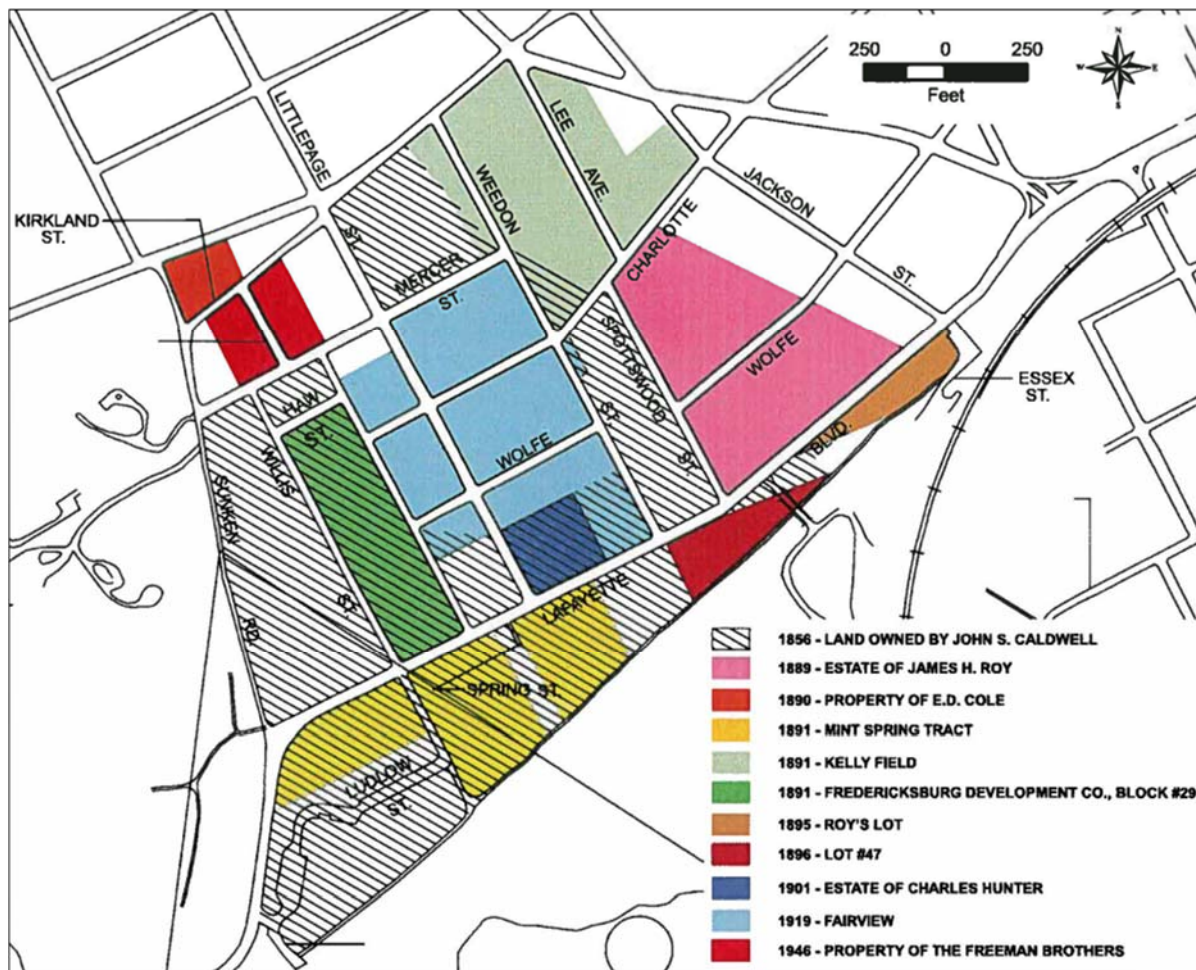 250 0 250
Feet
N
W E
S
LITTLEPAGE
ST.
LEE
AVE.
WEEDON
JACKSON
ST.
KIRKLAND
ST.
MERCER
ST.
CHARLOTTE
SPOTTSWOOD
ST.
WOLFE
ESSEX
ST.
HAW
ST.
WOLFE
ST.
BLVD.
WILLIS
ST.
SUNKEN
RD.
LAFAYETTE
SPRING ST.
LUDLOW
ST.
1856 - LAND OWNED BY JOHN S. CALDWELL
1889 - ESTATE OF JAMES H. ROY
1890 - PROPERTY OF E.D. COLE
1891 - MINT SPRING TRACT
1891 - KELLY FIELD
1891 - FREDERICKSBURG DEVELOPMENT CO., BLOCK #29
1895 - ROY'S LOT
1896 - LOT #47
1901 - ESTATE OF CHARLES HUNTER
1919 - FAIRVIEW
1946 - PROPERTY OF THE FREEMAN BROTHERS